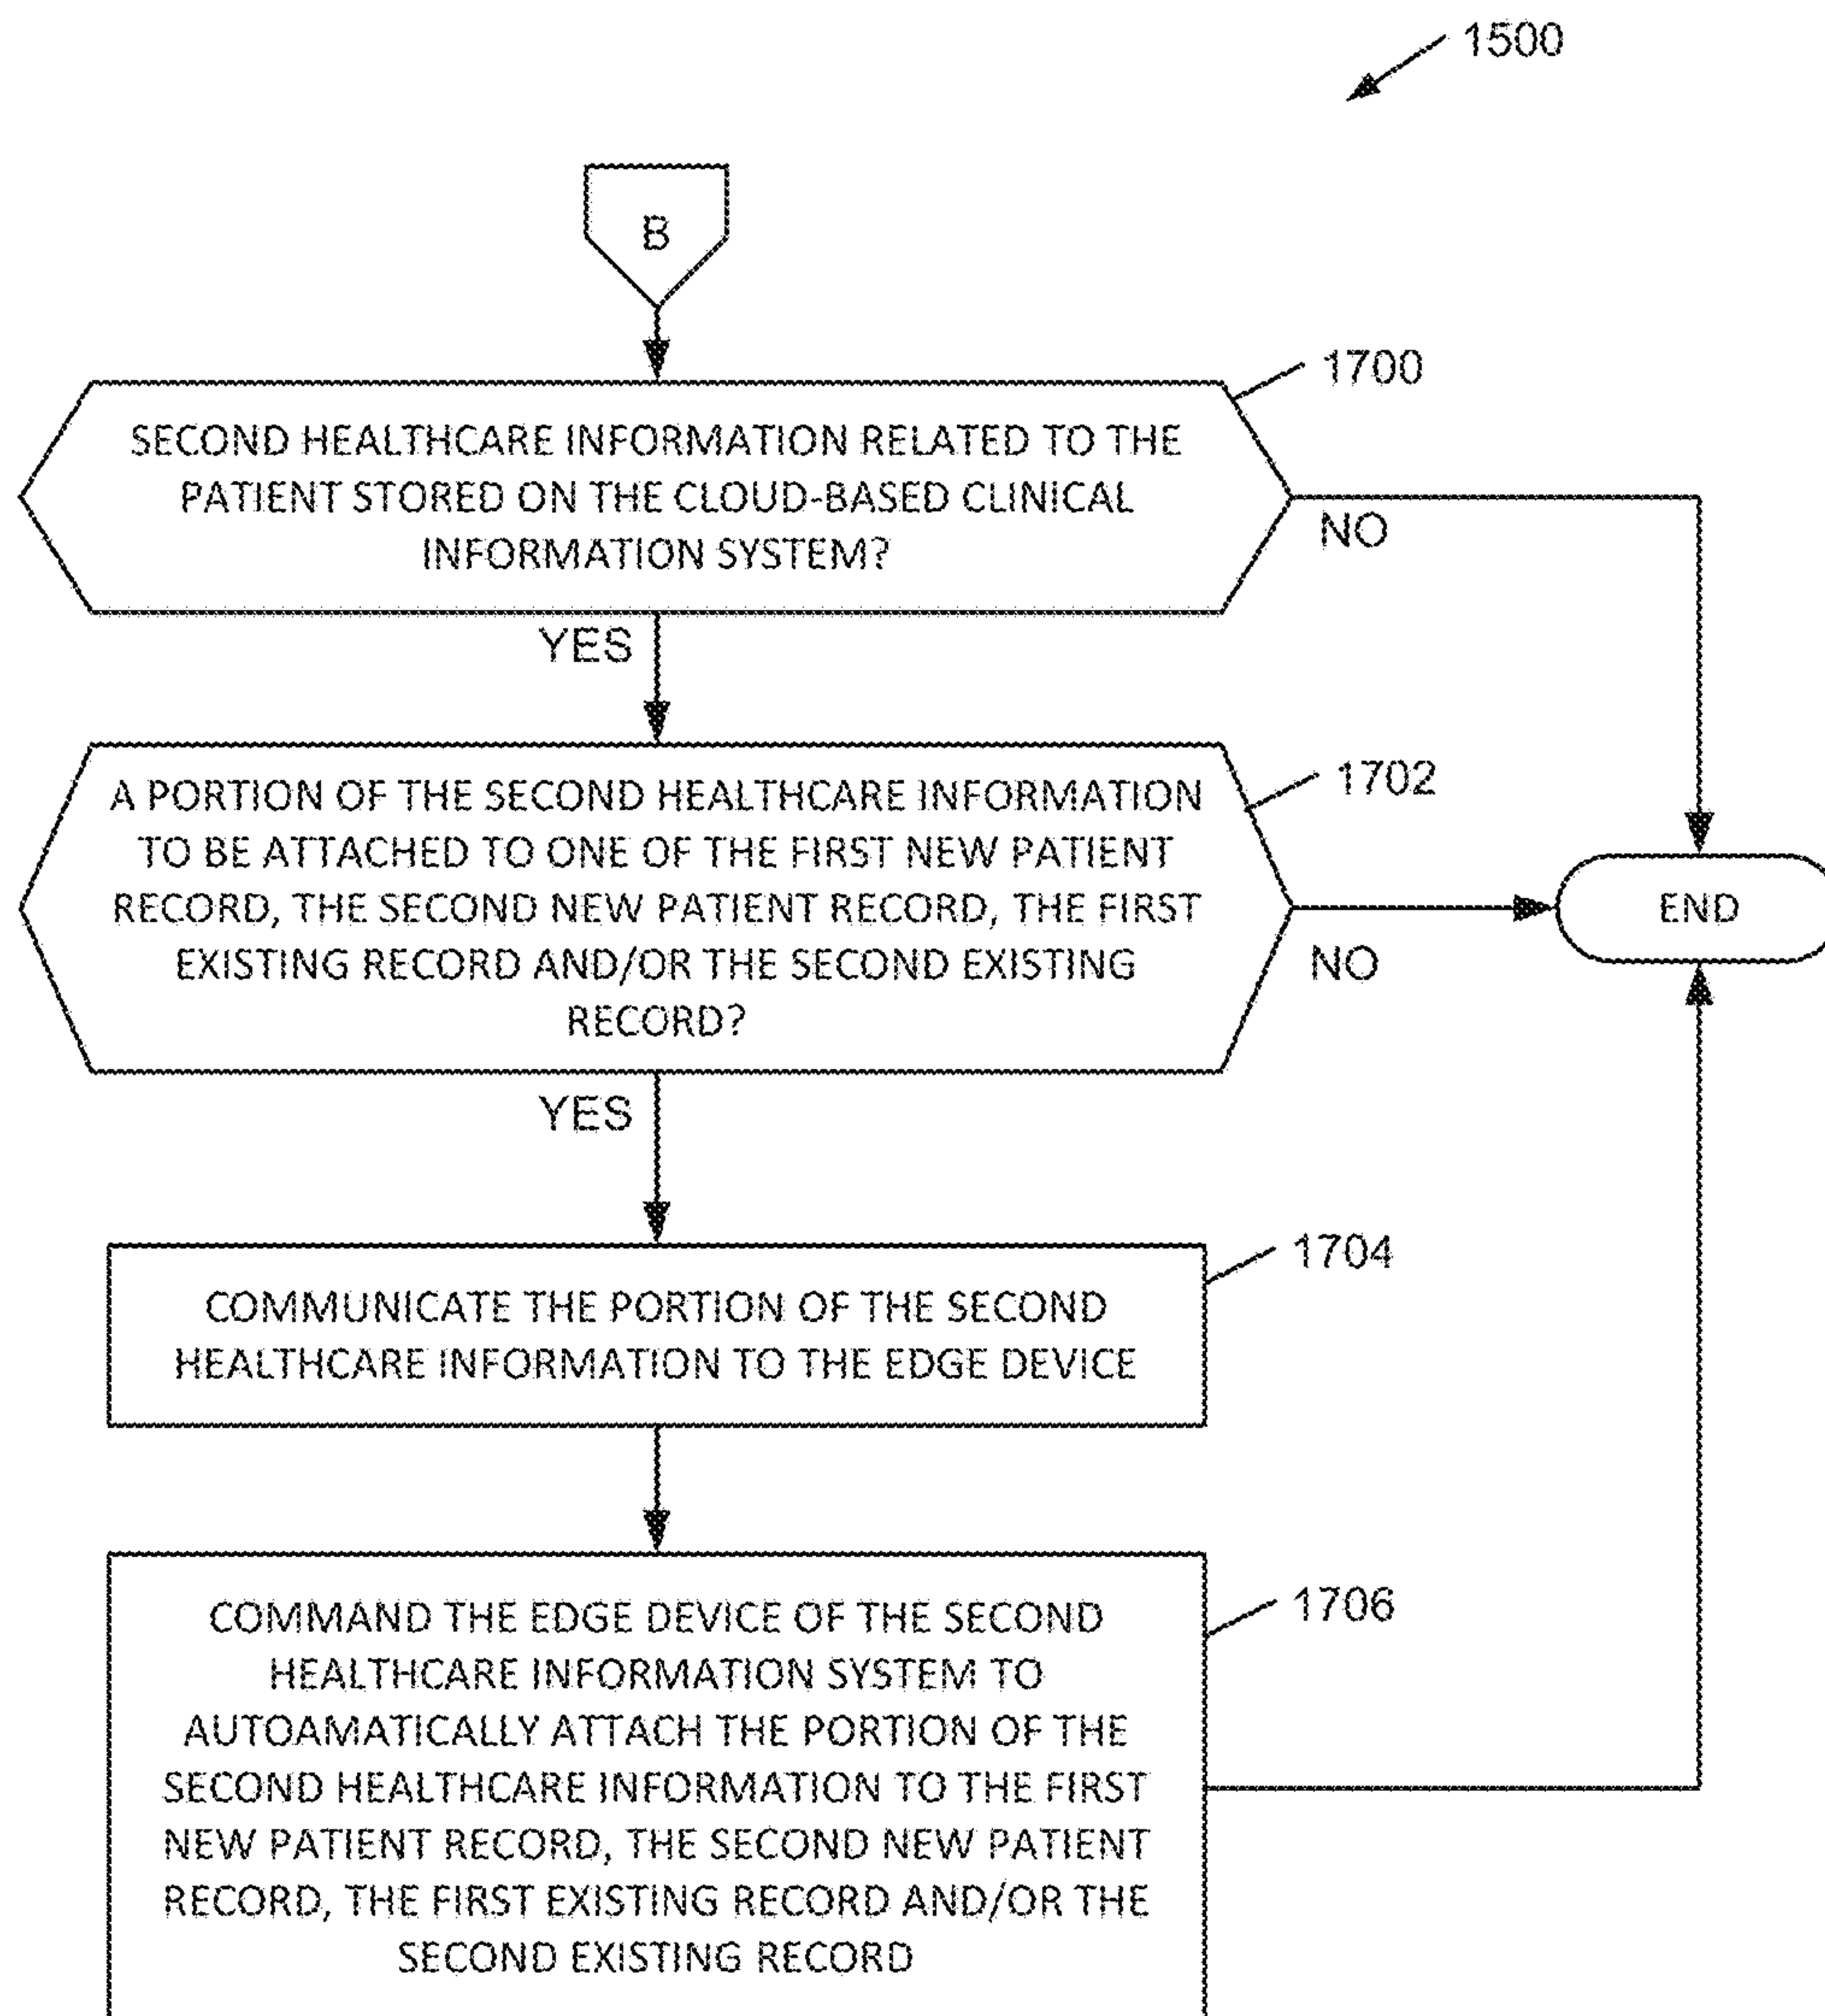 1500
B
1700
SECOND HEALTHCARE INFORMATION RELATED TO THE
PATIENT STORED ON THE CLOUD-BASED CLINICAL
INFORMATION SYSTEM?
NO
YES
1702
A PORTION OF THE SECOND HEALTHCARE INFORMATION
TO BE ATTACHED TO ONE OF THE FIRST NEW PATIENT
RECORD, THE SECOND NEW PATIENT RECORD, THE FIRST
EXISTING RECORD AND/OR THE SECOND EXISTING
RECORD?
END
NO
YES
1704
COMMUNICATE THE PORTION OF THE SECOND
HEALTHCARE INFORMATION TO THE EDGE DEVICE
1706
COMMAND THE EDGE DEVICE OF THE SECOND
HEALTHCARE INFORMATION SYSTEM TO
AUTOAMATICALLY ATTACH THE PORTION OF THE
SECOND HEALTHCARE INFORMATION TO THE FIRST
NEW PATIENT RECORD, THE SECOND NEW PATIENT
RECORD, THE FIRST EXISTING RECORD AND/OR THE
SECOND EXISTING RECORD